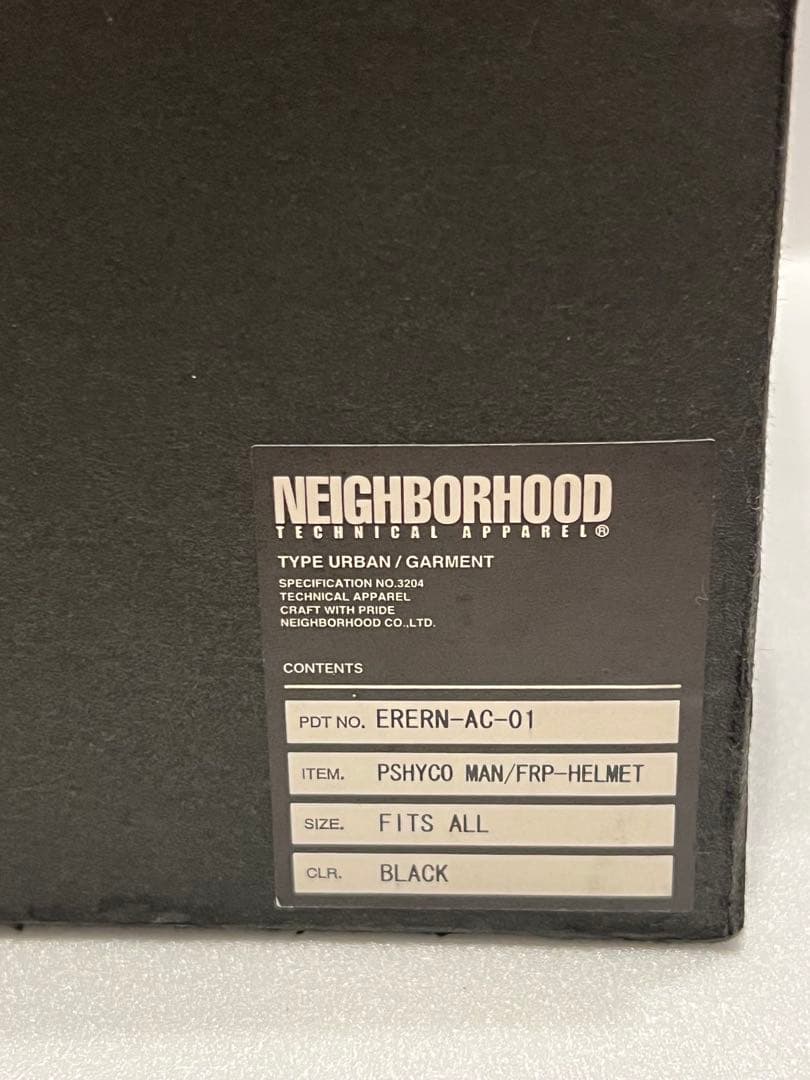 NEIGHBORHOOD
TECHNICAL APPAREL®
TYPE URBAN / GARMENT
SPECIFICATION NO.3204
TECHNICAL APPAREL
CRAFT WITH PRIDE
NEIGHBORHOOD CO.,LTD.
CONTENTS
PDT NO. ERERN-AC-01
ITEM. PSHYCO MAN/FRP-HELMET
SIZE. FITS ALL
CLR. BLACK